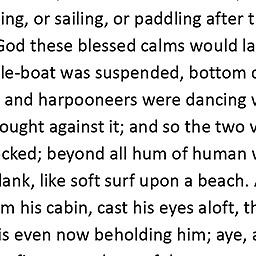 ing, or sailing, or paddling after t
God these blessed calms would la
le-boat was suspended, bottom
and harpooneers were dancing
ought against it; and so the two
cked; beyond all hum of human
lank, like soft surf upon a beach.
m his cabin, cast his eyes aloft, th
is even now beholding him; aye,